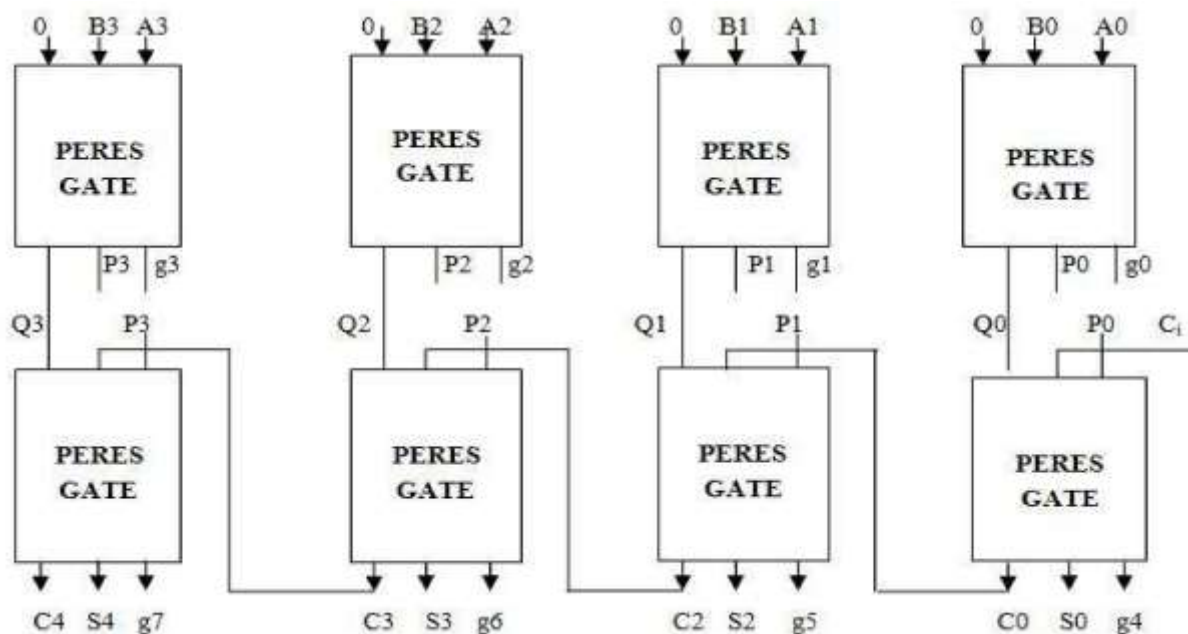 0 B3 A3 0 B2 A2 0 B1 A1 0 B0 A0
PERES GATE PERES GATE PERES GATE PERES GATE
P3 g3 P2 g2 P1 g1 P0 g0
Q3 P3 Q2 P2 Q1 P1 Q0 P0 Ci
PERES GATE PERES GATE PERES GATE PERES GATE
C4 S4 g7 C3 S3 g6 C2 S2 g5 C0 S0 g4